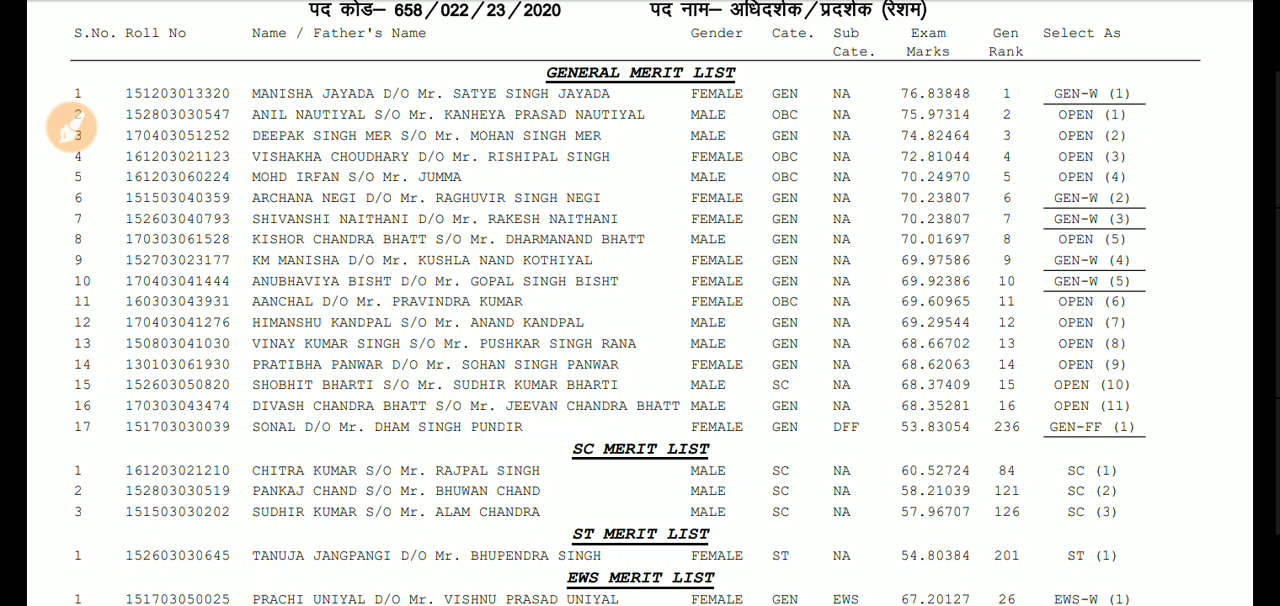 पद कोड– 658/022/23/2020 पद नाम– अधिदर्शक/प्रदर्शक (रेशम)
S.No. Roll No Name / Father's Name Gender Cate. Sub Cate. Exam Marks Gen Rank Select As
GENERAL MERIT LIST
1 151203013320 MANISHA JAYADA D/O Mr. SATYE SINGH JAYADA FEMALE GEN NA 76.83848 1 GEN-W (1)
2 152803030547 ANIL NAUTIYAL S/O Mr. KANHEYA PRASAD NAUTIYAL MALE OBC NA 75.97314 2 OPEN (1)
3 170403051252 DEEPAK SINGH MER S/O Mr. MOHAN SINGH MER MALE GEN NA 74.82464 3 OPEN (2)
4 161203021123 VISHAKHA CHOUDHARY D/O Mr. RISHIPAL SINGH FEMALE OBC NA 72.81044 4 OPEN (3)
5 161203060224 MOHD IRFAN S/O Mr. JUMMA MALE OBC NA 70.24970 5 OPEN (4)
6 151503040359 ARCHANA NEGI D/O Mr. RAGHUVIR SINGH NEGI FEMALE GEN NA 70.23807 6 GEN-W (2)
7 152603040793 SHIVANSHI NAITHANI D/O Mr. RAKESH NAITHANI FEMALE GEN NA 70.23807 7 GEN-W (3)
8 170303061528 KISHOR CHANDRA BHATT S/O Mr. DHARMANAND BHATT MALE GEN NA 70.01697 8 OPEN (5)
9 152703023177 KM MANISHA D/O Mr. KUSHLA NAND KOTHIYAL FEMALE GEN NA 69.97586 9 GEN-W (4)
10 170403041444 ANUBHAVIYA BISHT D/O Mr. GOPAL SINGH BISHT FEMALE GEN NA 69.92386 10 GEN-W (5)
11 160303043931 AANCHAL D/O Mr. PRAVINDRA KUMAR FEMALE OBC NA 69.60965 11 OPEN (6)
12 170403041276 HIMANSHU KANDPAL S/O Mr. ANAND KANDPAL MALE GEN NA 69.29544 12 OPEN (7)
13 150803041030 VINAY KUMAR SINGH S/O Mr. PUSHKAR SINGH RANA MALE GEN NA 68.66702 13 OPEN (8)
14 130103061930 PRATIBHA PANWAR D/O Mr. SOHAN SINGH PANWAR FEMALE GEN NA 68.62063 14 OPEN (9)
15 152603050820 SHOBHIT BHARTI S/O Mr. SUDHIR KUMAR BHARTI MALE SC NA 68.37409 15 OPEN (10)
16 170303043474 DIVASH CHANDRA BHATT S/O Mr. JEEVAN CHANDRA BHATT MALE GEN NA 68.35281 16 OPEN (11)
17 151703030039 SONAL D/O Mr. DHAM SINGH PUNDIR FEMALE GEN DFF 53.83054 236 GEN-FF (1)
SC MERIT LIST
1 161203021210 CHITRA KUMAR S/O Mr. RAJPAL SINGH MALE SC NA 60.52724 84 SC (1)
2 152803030519 PANKAJ CHAND S/O Mr. BHUWAN CHAND MALE SC NA 58.21039 121 SC (2)
3 151503030202 SUDHIR KUMAR S/O Mr. ALAM CHANDRA MALE SC NA 57.96707 126 SC (3)
ST MERIT LIST
1 152603030645 TANUJA JANGPANGI D/O Mr. BHUPENDRA SINGH FEMALE ST NA 54.80384 201 ST (1)
EWS MERIT LIST
1 151703050025 PRACHI UNIYAL D/O Mr. VISHNU PRASAD UNIYAL FEMALE GEN EWS 67.20127 26 EWS-W (1)